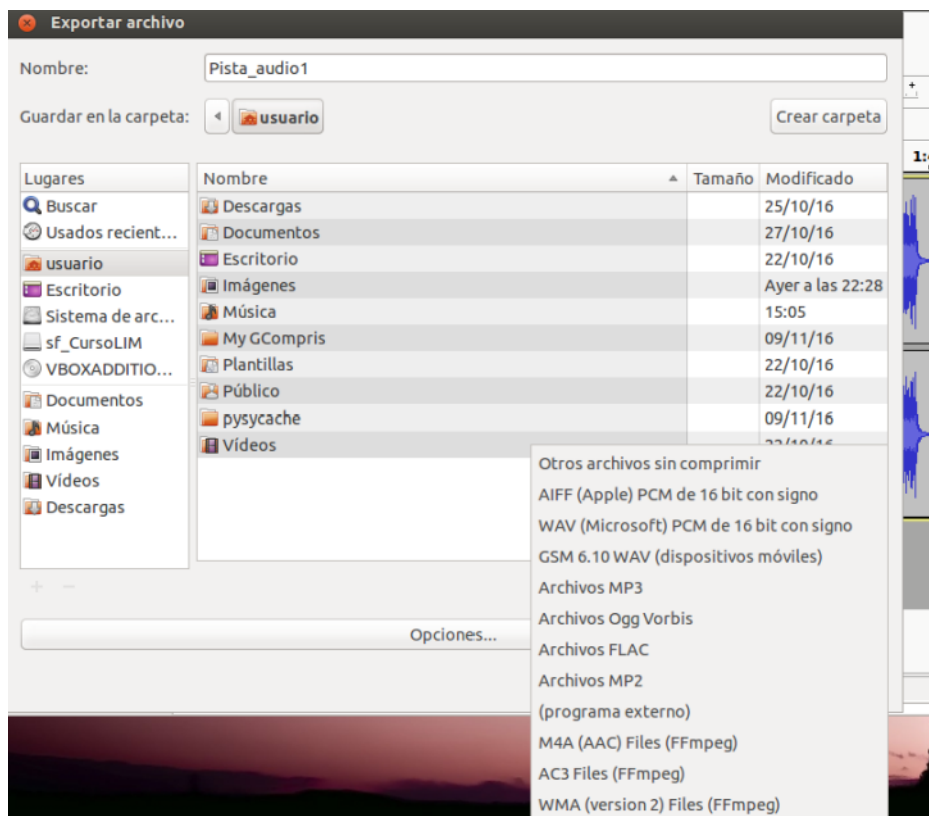 Exportar archivo
Nombre: Pista_audio1
Guardar en la carpeta: usuario Crear carpeta
1:
Lugares Nombre Tamaño Modificado
Buscar Descargas 25/10/16
Usados recient... Documentos 27/10/16
usuario Escritorio 22/10/16
Escritorio Imágenes Ayer a las 22:28
Sistema de arc... Música 15:05
sf_CursoLIM My GCompris 09/11/16
VBOXADDITIO... Plantillas 22/10/16
Documentos Público 22/10/16
Música pysycache 09/11/16
Imágenes Vídeos
Vídeos
Descargas
Otros archivos sin comprimir
AIFF (Apple) PCM de 16 bit con signo
WAV (Microsoft) PCM de 16 bit con signo
GSM 6.10 WAV (dispositivos móviles)
Archivos MP3
Archivos Ogg Vorbis
Archivos FLAC
Archivos MP2
(programa externo)
M4A (AAC) Files (FFmpeg)
AC3 Files (FFmpeg)
WMA (version 2) Files (FFmpeg)
Opciones...